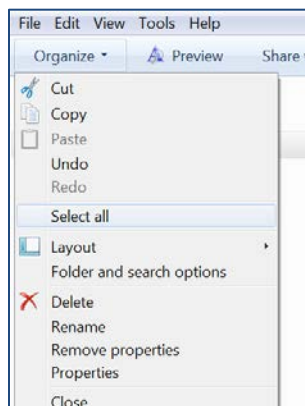 File Edit View Tools Help
Organize Preview Share
Cut
Copy
Paste
Undo
Redo
Select all
Layout
Folder and search options
Delete
Rename
Remove properties
Properties
Close